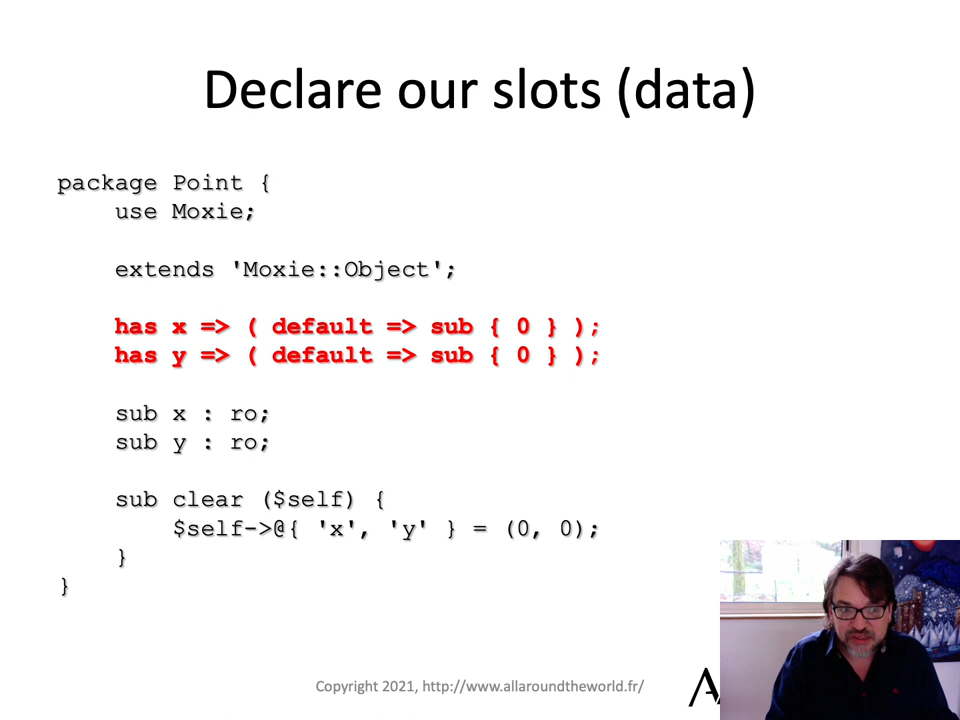 Declare our slots (data)
package Point {
    use Moxie;
    extends 'Moxie::Object';
    has x => ( default => sub { 0 } );
    has y => ( default => sub { 0 } );
    sub x : ro;
    sub y : ro;
    sub clear ($self) {
        $self->@{ 'x', 'y' } = (0, 0);
    }
}
Copyright 2021, http://www.allaroundtheworld.fr/